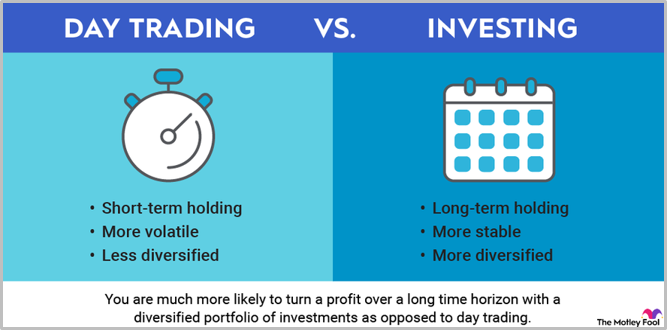 DAY TRADING VS. INVESTING
• Short-term holding
• More volatile
• Less diversified
• Long-term holding
• More stable
• More diversified
You are much more likely to turn a profit over a long time horizon with a
diversified portfolio of investments as opposed to day trading.
The Motley Fool